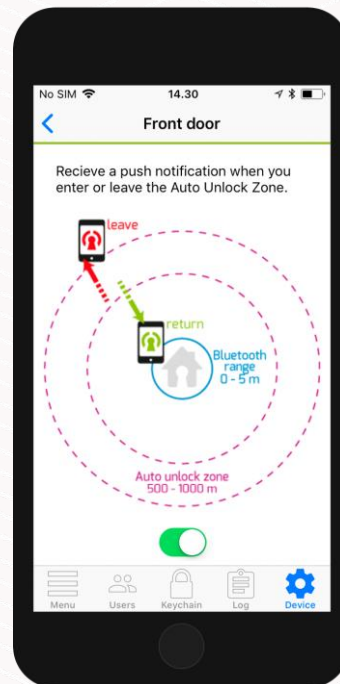 No SIM 14.30
Front door
Recieve a push notification when you
enter or leave the Auto Unlock Zone.
leave
return
Bluetooth
range
0 - 5 m
Auto unlock zone
500 - 1000 m
Menu Users Keychain Log Device